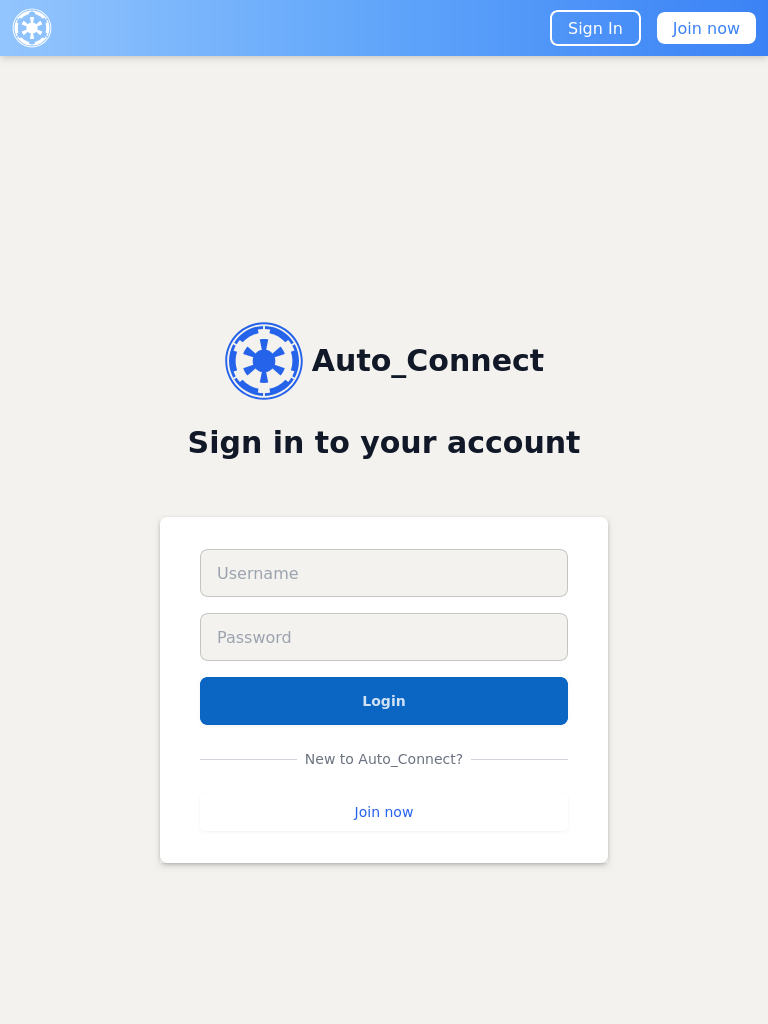 Sign In
Join now
Auto_Connect
Sign in to your account
Username
Password
Login
New to Auto_Connect?
Join now